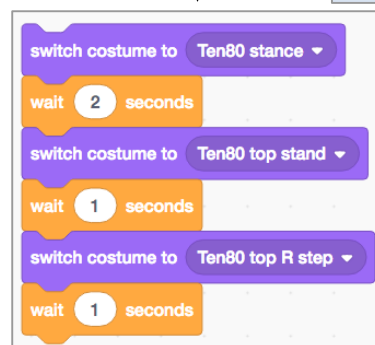 switch costume to Ten80 stance
wait 2 seconds
switch costume to Ten80 top stand
wait 1 seconds
switch costume to Ten80 top R step
wait 1 seconds